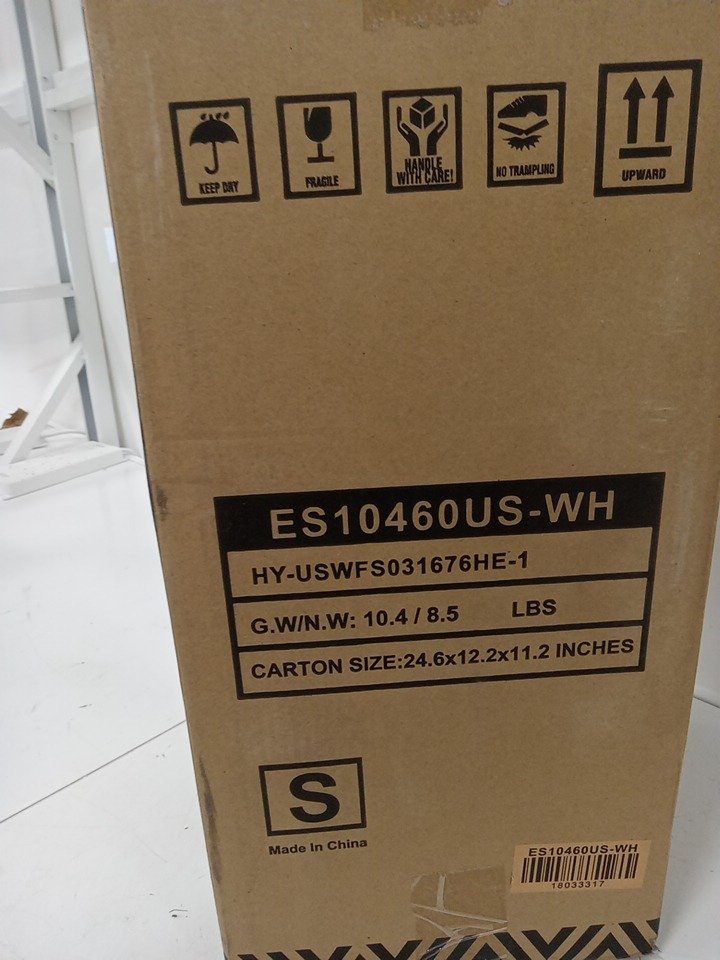 KEEP DRY
FRAGILE
HANDLE
WITH CARE!
NO TRAMPLING
UPWARD
ES10460US-WH
HY-USWFS031676HE-1
G.W/N.W: 10.4 / 8.5 LBS
CARTON SIZE:24.6x12.2x11.2 INCHES
S
Made In China
ES10460US-WH
18033317